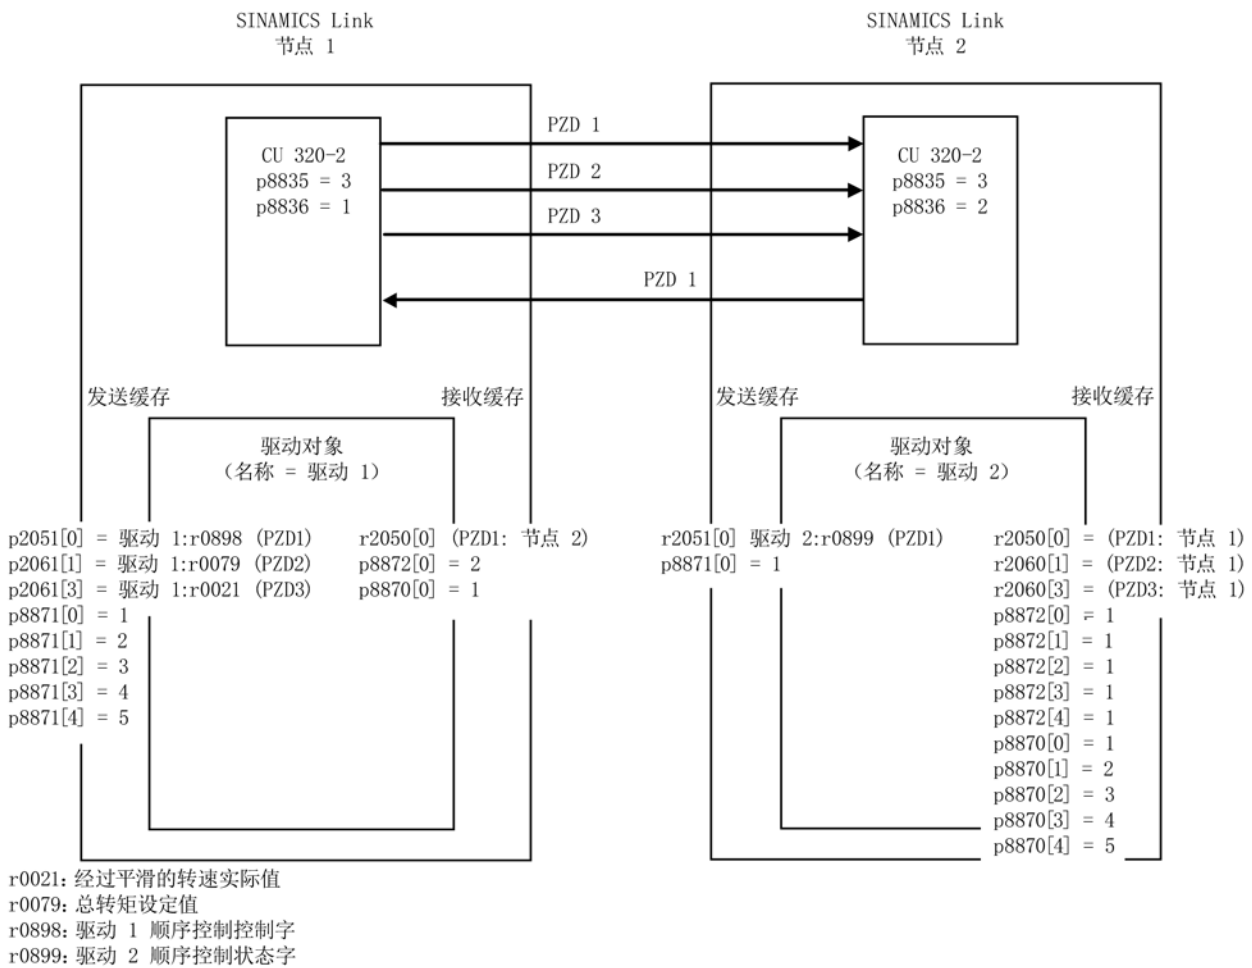 SINAMICS Link
节点 1
SINAMICS Link
节点 2
CU 320-2
p8835 = 3
p8836 = 1
PZD 1
PZD 2
PZD 3
PZD 1
CU 320-2
p8835 = 3
p8836 = 2
发送缓存
接收缓存
驱动对象
(名称 = 驱动 1)
p2051[0] = 驱动 1:r0898 (PZD1)
p2061[1] = 驱动 1:r0079 (PZD2)
p2061[3] = 驱动 1:r0021 (PZD3)
p8871[0] = 1
p8871[1] = 2
p8871[2] = 3
p8871[3] = 4
p8871[4] = 5
r2050[0] (PZD1: 节点 2)
p8872[0] = 2
p8870[0] = 1
发送缓存
接收缓存
驱动对象
(名称 = 驱动 2)
r2051[0] 驱动 2:r0899 (PZD1)
p8871[0] = 1
r2050[0] = (PZD1: 节点 1)
r2060[1] = (PZD2: 节点 1)
r2060[3] = (PZD3: 节点 1)
p8872[0] = 1
p8872[1] = 1
p8872[2] = 1
p8872[3] = 1
p8872[4] = 1
p8870[0] = 1
p8870[1] = 2
p8870[2] = 3
p8870[3] = 4
p8870[4] = 5
r0021: 经过平滑的转速实际值
r0079: 总转矩设定值
r0898: 驱动 1 顺序控制控制字
r0899: 驱动 2 顺序控制状态字